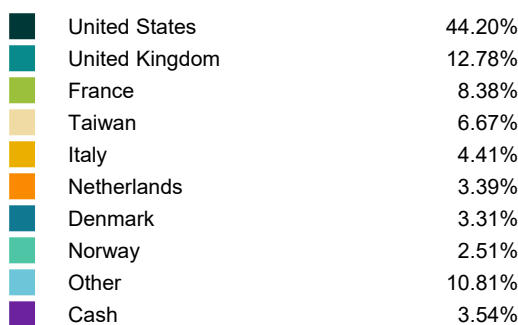 United States 44.20%
United Kingdom 12.78%
France 8.38%
Taiwan 6.67%
Italy 4.41%
Netherlands 3.39%
Denmark 3.31%
Norway 2.51%
Other 10.81%
Cash 3.54%